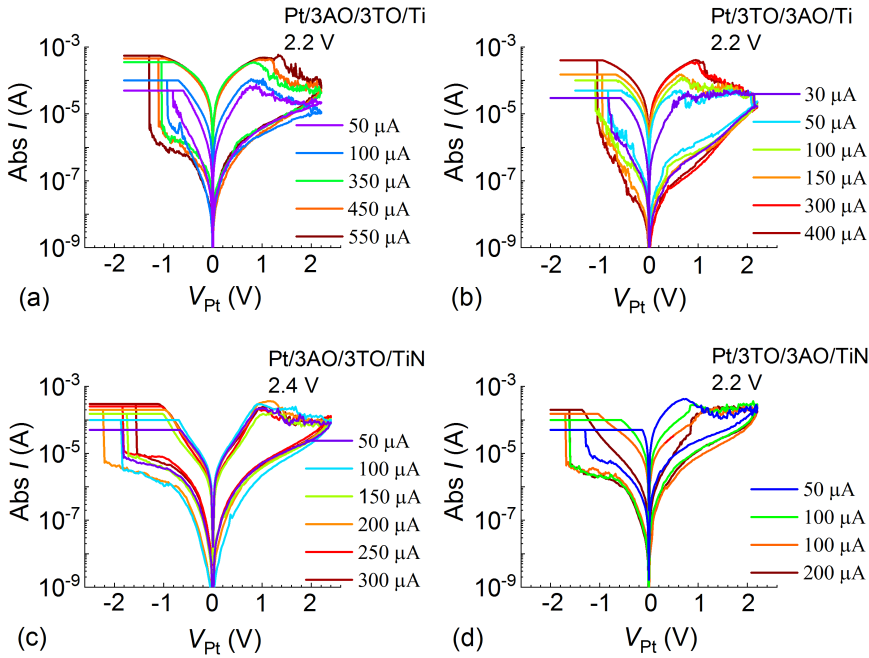 Pt/3AO/3TO/Ti
2.2 V
10⁻³
10⁻⁵
10⁻⁷
10⁻⁹
Abs I (A)
50 µA
100 µA
350 µA
450 µA
550 µA
-2 -1 0 1 2
(a)
V_Pt (V)
Pt/3TO/3AO/Ti
2.2 V
10⁻³
10⁻⁵
10⁻⁷
10⁻⁹
Abs I (A)
30 µA
50 µA
100 µA
150 µA
300 µA
400 µA
-2 -1 0 1 2
(b)
V_Pt (V)
Pt/3AO/3TO/TiN
2.4 V
10⁻³
10⁻⁵
10⁻⁷
10⁻⁹
Abs I (A)
50 µA
100 µA
150 µA
200 µA
250 µA
300 µA
-2 -1 0 1 2
(c)
V_Pt (V)
Pt/3TO/3AO/TiN
2.2 V
10⁻³
10⁻⁵
10⁻⁷
10⁻⁹
Abs I (A)
50 µA
100 µA
100 µA
200 µA
-2 -1 0 1 2
(d)
V_Pt (V)